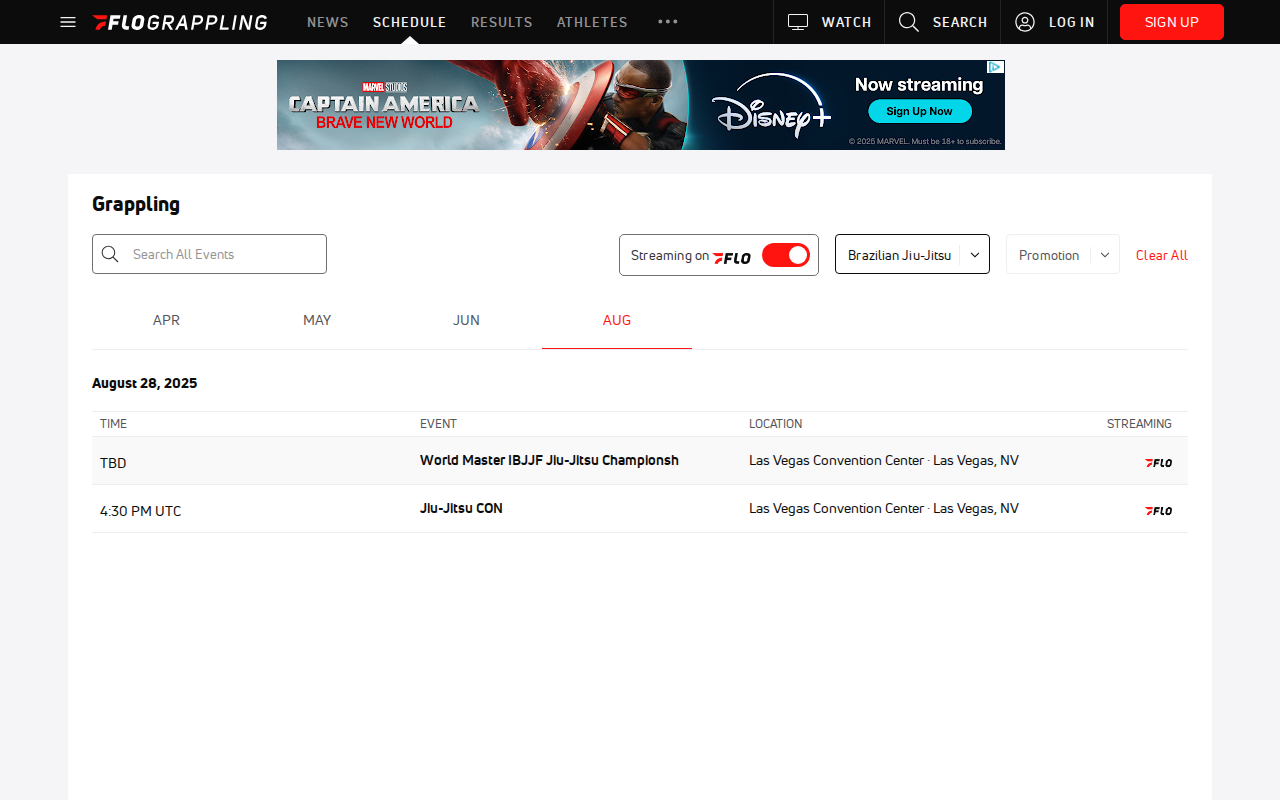 FLOGRAPPLING NEWS SCHEDULE RESULTS ATHLETES WATCH SEARCH LOG IN SIGN UP
MARVEL STUDIOS
CAPTAIN AMERICA
BRAVE NEW WORLD
Disney+
Now streaming
Sign Up Now
© 2025 MARVEL. Must be 18+ to subscribe.
Grappling
Search All Events
Streaming on FLO
Brazilian Jiu-Jitsu
Promotion
Clear All
APR MAY JUN AUG
August 28, 2025
TIME EVENT LOCATION STREAMING
TBD World Master IBJJF Jiu-Jitsu Championsh Las Vegas Convention Center · Las Vegas, NV FLO
4:30 PM UTC Jiu-Jitsu CON Las Vegas Convention Center · Las Vegas, NV FLO